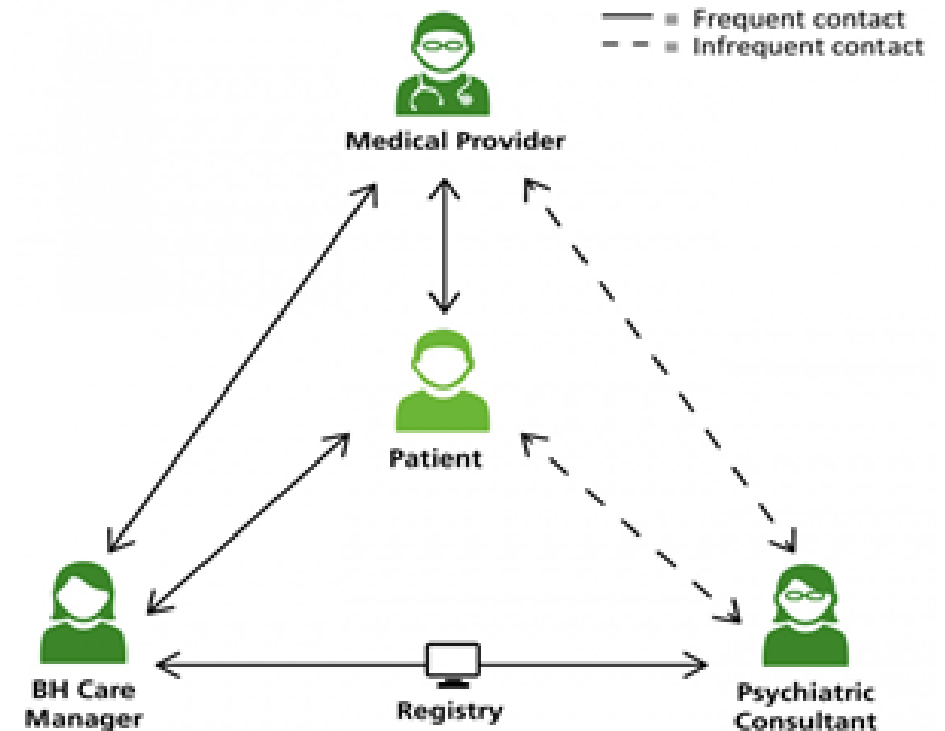 = Frequent contact
= Infrequent contact
Medical Provider
Patient
BH Care
Manager
Registry
Psychiatric
Consultant